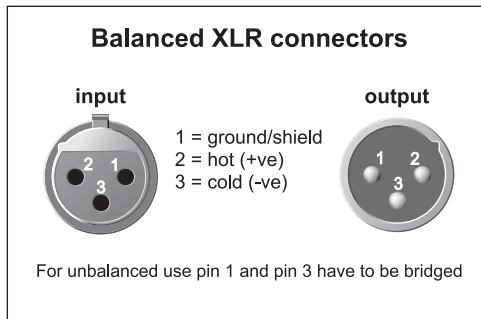 Balanced XLR connectors
input
2 1
3
1 = ground/shield
2 = hot (+ve)
3 = cold (-ve)
output
1 2
3
For unbalanced use pin 1 and pin 3 have to be bridged